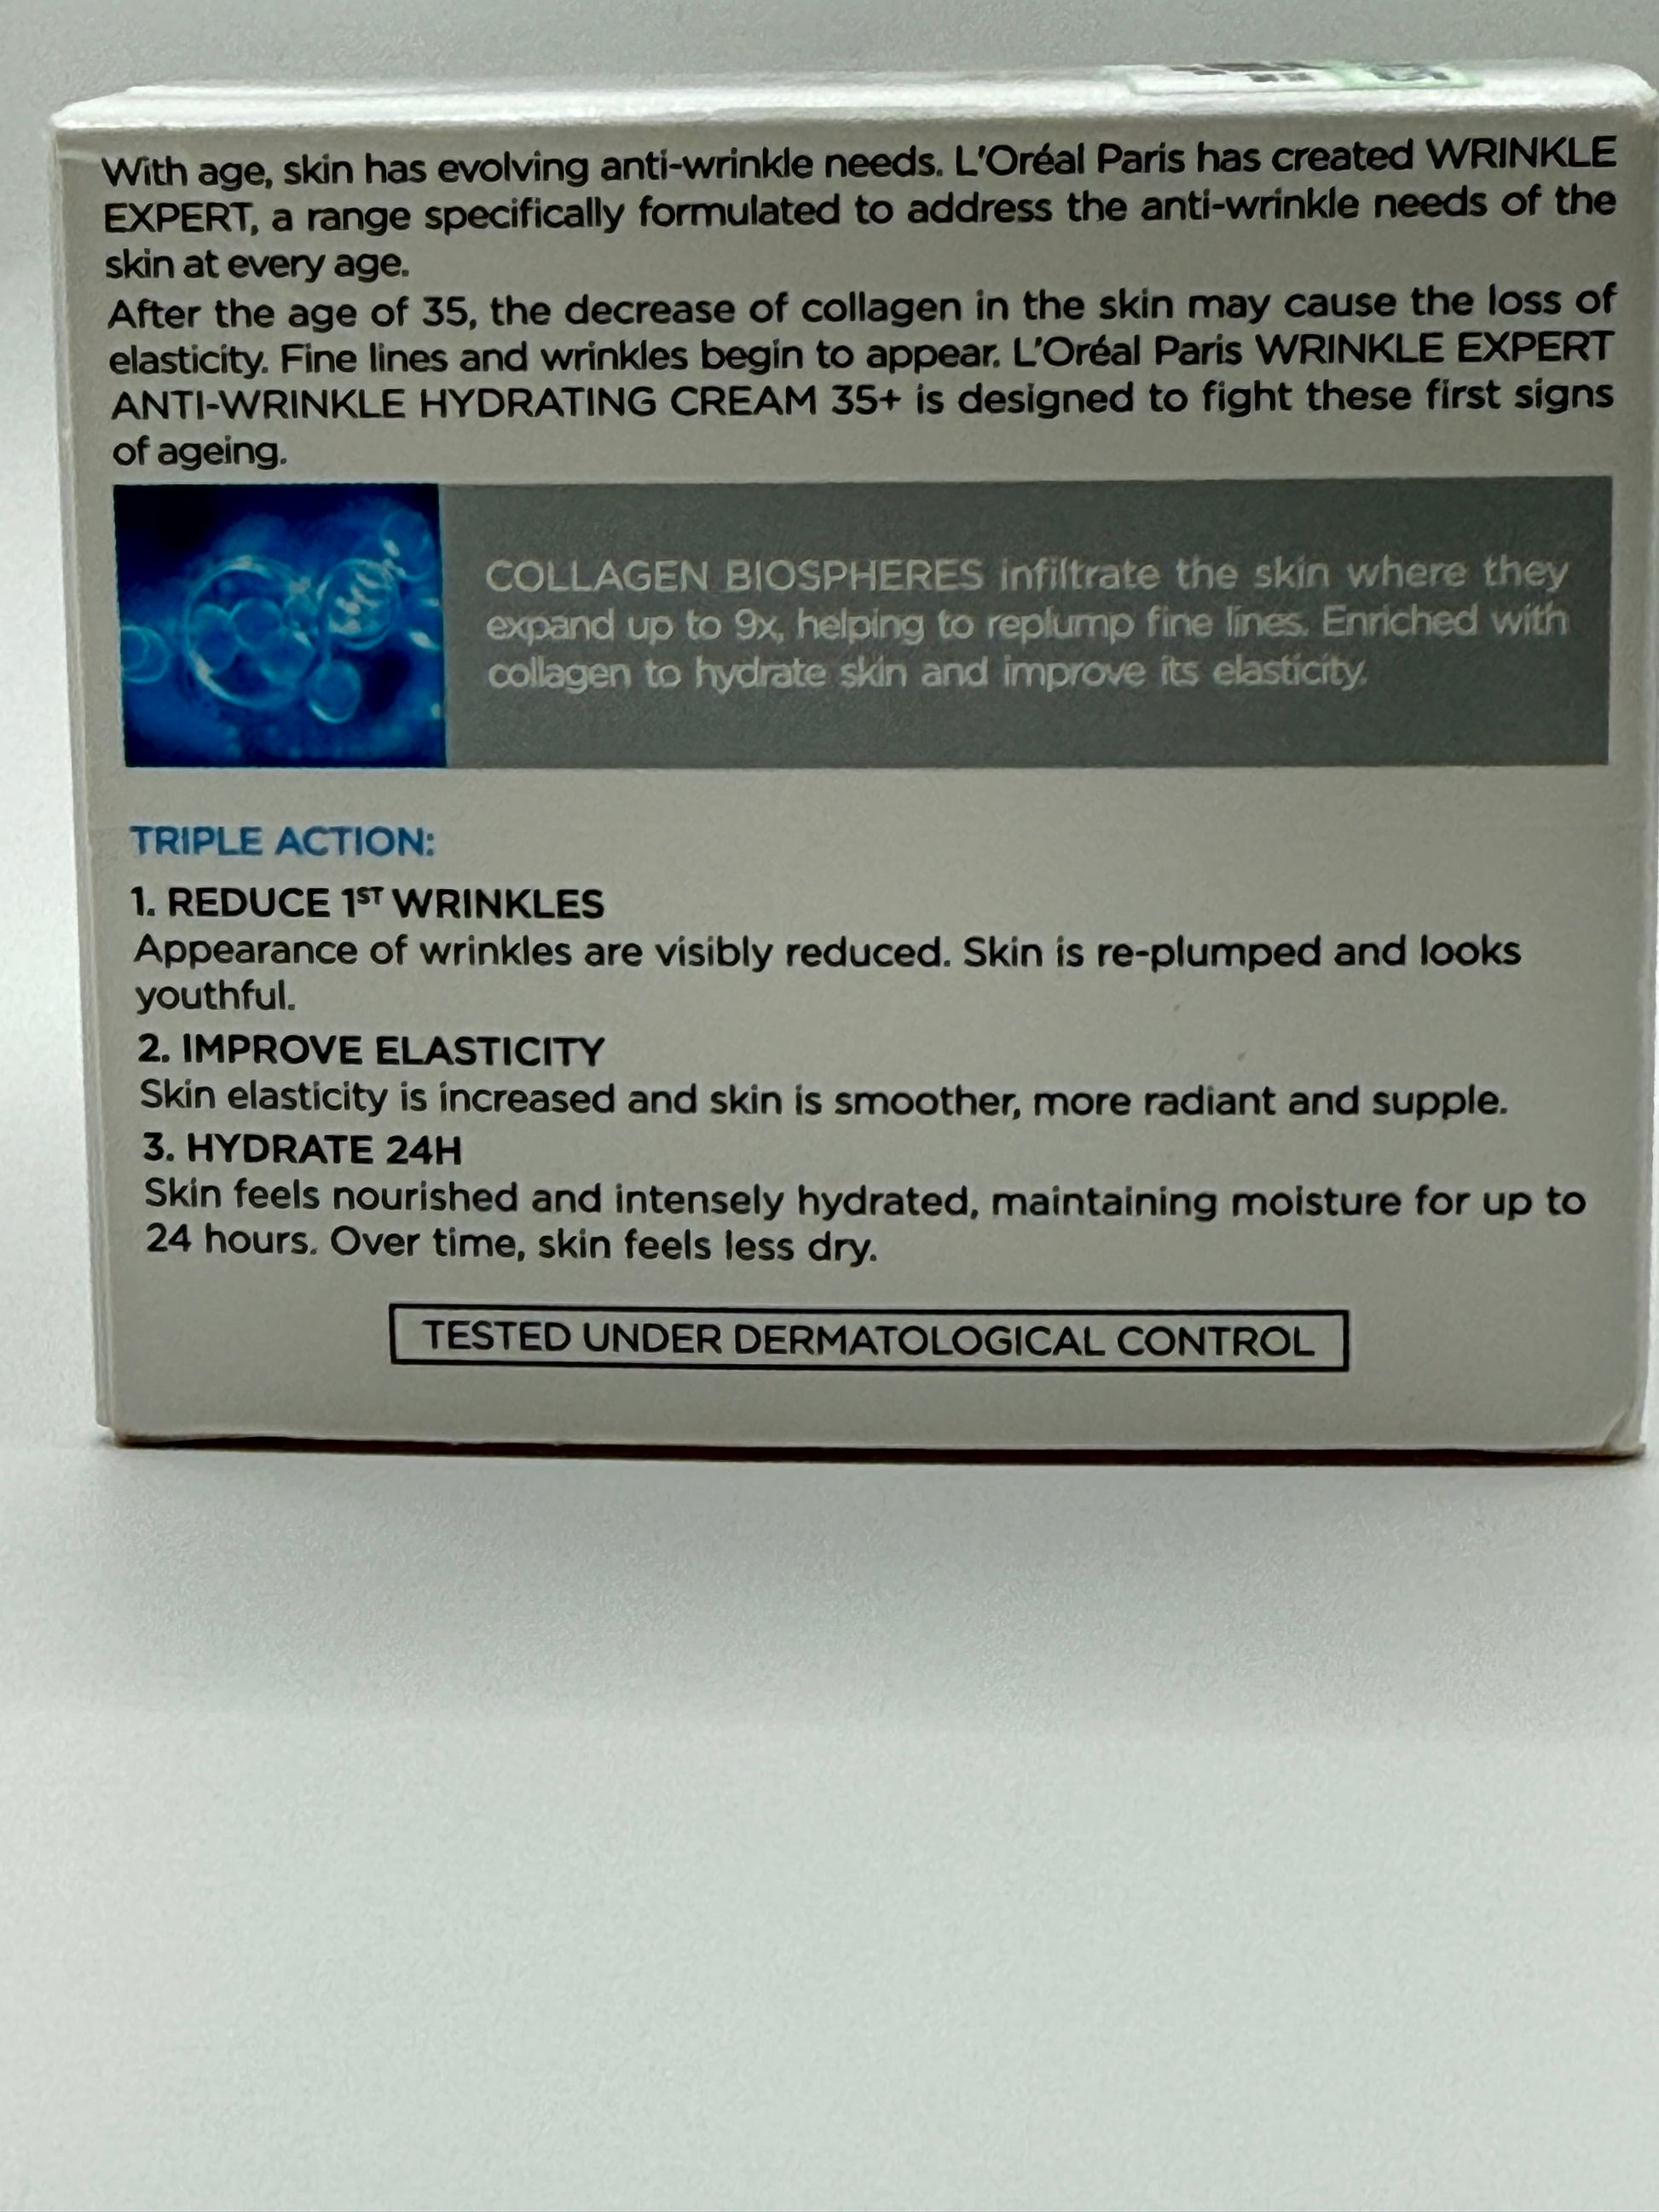 With age, skin has evolving anti-wrinkle needs. L'Oréal Paris has created WRINKLE
EXPERT, a range specifically formulated to address the anti-wrinkle needs of the
skin at every age.
After the age of 35, the decrease of collagen in the skin may cause the loss of
elasticity. Fine lines and wrinkles begin to appear. L'Oréal Paris WRINKLE EXPERT
ANTI-WRINKLE HYDRATING CREAM 35+ is designed to fight these first signs
of ageing.
COLLAGEN BIOSPHERES infiltrate the skin where they
expand up to 9x, helping to replump fine lines. Enriched with
collagen to hydrate skin and improve its elasticity.
TRIPLE ACTION:
1. REDUCE 1ST WRINKLES
Appearance of wrinkles are visibly reduced. Skin is re-plumped and looks
youthful.
2. IMPROVE ELASTICITY
Skin elasticity is increased and skin is smoother, more radiant and supple.
3. HYDRATE 24H
Skin feels nourished and intensely hydrated, maintaining moisture for up to
24 hours. Over time, skin feels less dry.
TESTED UNDER DERMATOLOGICAL CONTROL